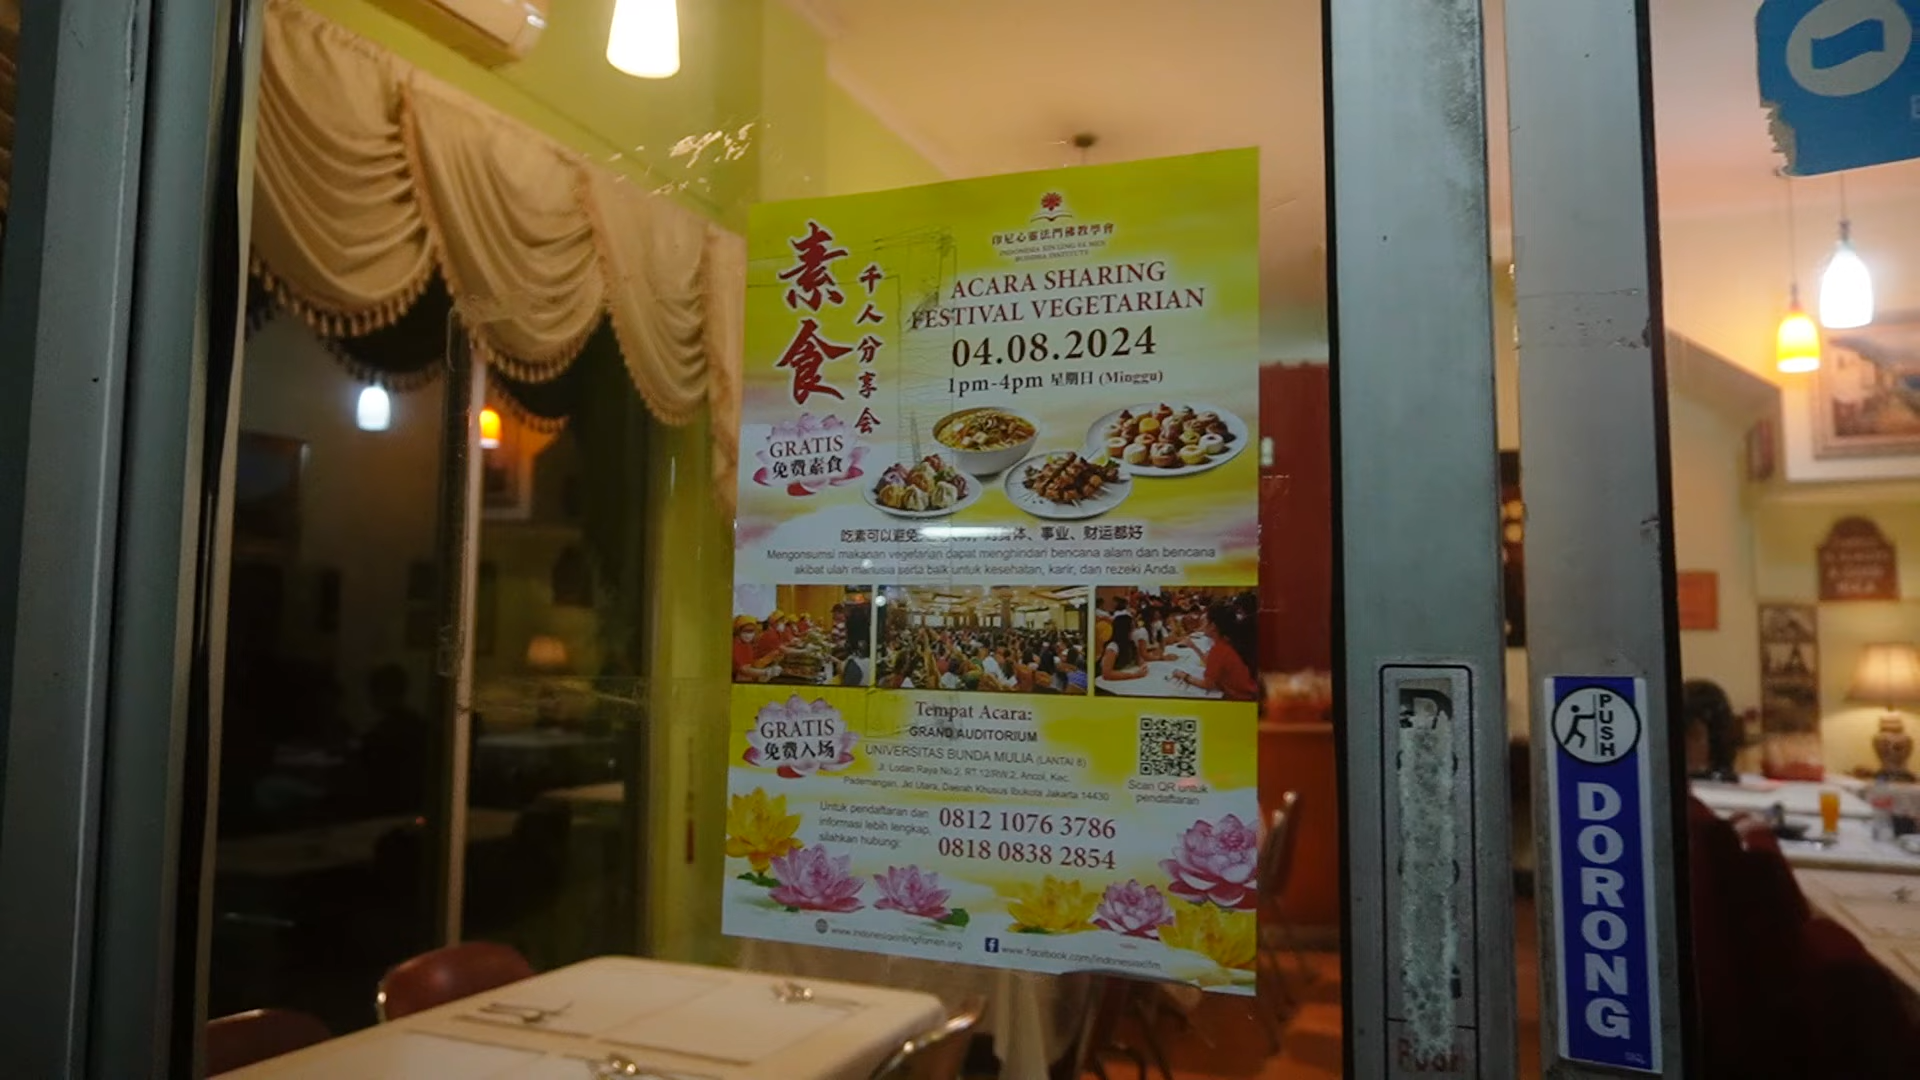 印尼心靈法門佛教學會
INDONESIA XIN LING FA MEN
BUDDHA INSTITUTE
素食
千人分享会
ACARA SHARING
FESTIVAL VEGETARIAN
04.08.2024
1pm-4pm 星期日 (Minggu)
GRATIS
免费素食
吃素可以避免 体、事业、财运都好
Mengonsumsi makanan vegetarian dapat menghindari bencana alam dan bencana
akibat ulah manusia serta baik untuk kesehatan, karir, dan rezeki Anda.
GRATIS
免费入场
Tempat Acara:
GRAND AUDITORIUM
UNIVERSITAS BUNDA MULIA (LANTAI 8)
Jl. Lodan Raya No.2, RT.12/RW.2, Ancol, Kec.
Pademangan, Jkt Utara, Daerah Khusus Ibukota Jakarta 14430
Scan QR untuk
pendaftaran
Untuk pendaftaran dan
informasi lebih lengkap,
silahkan hubungi:
0812 1076 3786
0818 0838 2854
www.indonesiaxinlingfamen.org
www.facebook.com/indonesiaxlfm
PUSH
DORONG